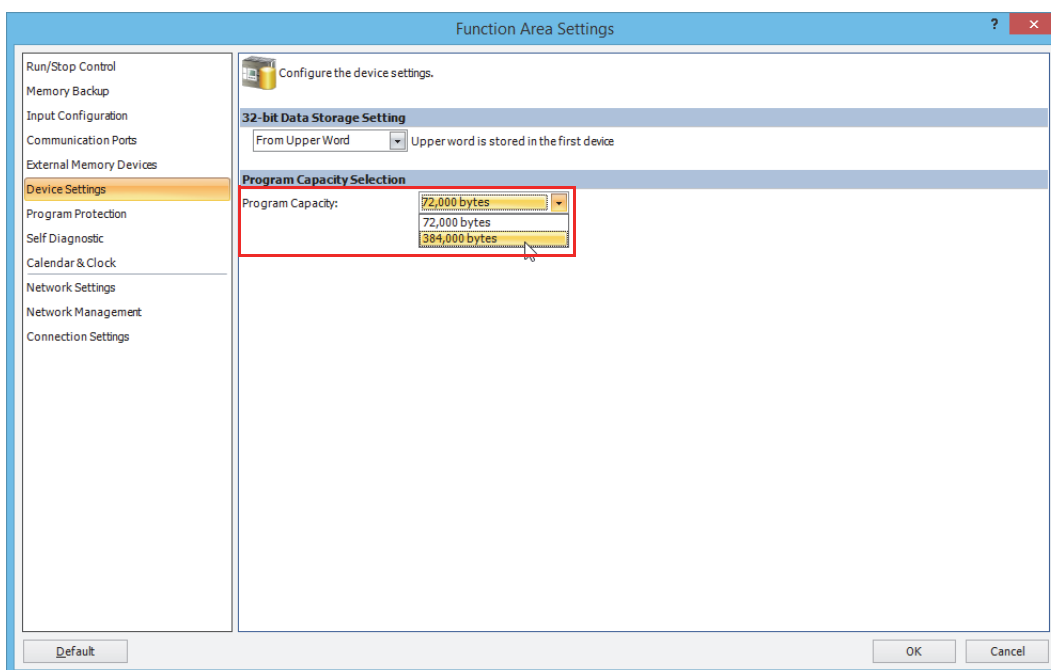 Function Area Settings
? ×
Run/Stop Control
Memory Backup
Input Configuration
Communication Ports
External Memory Devices
Device Settings
Program Protection
Self Diagnostic
Calendar & Clock
Network Settings
Network Management
Connection Settings
Configure the device settings.
32-bit Data Storage Setting
From Upper Word Upper word is stored in the first device
Program Capacity Selection
Program Capacity: 72,000 bytes
72,000 bytes
384,000 bytes
Default OK Cancel